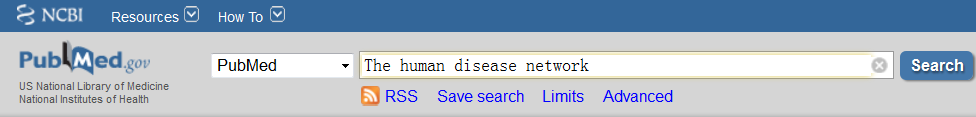 NCBI Resources How To
PubMed.gov PubMed The human disease network Search
US National Library of Medicine
National Institutes of Health
RSS Save search Limits Advanced